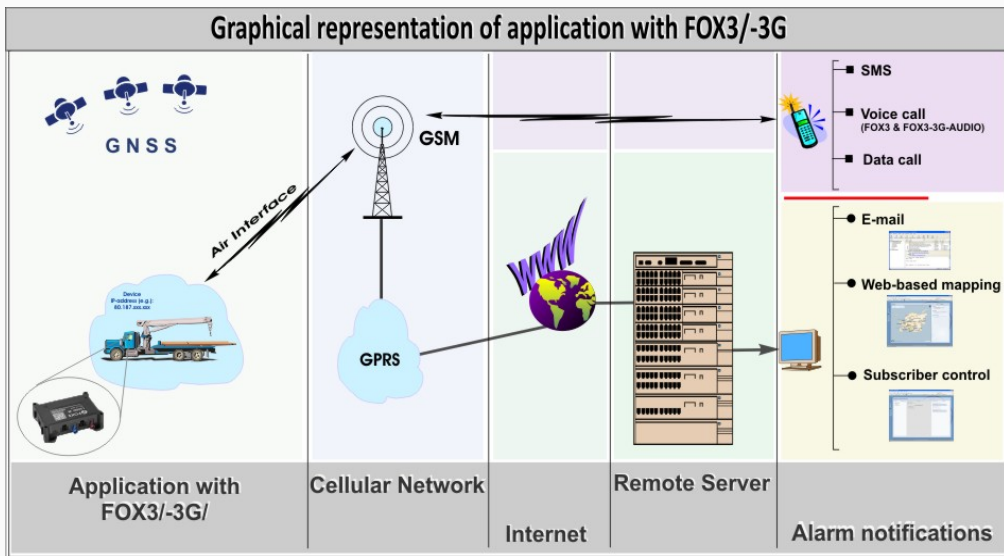 Graphical representation of application with FOX3/-3G
GNSS
Air Interface
Device
IP-address (e.g.):
80.187.xxx.xxx
GSM
GPRS
WWW
SMS
Voice call
(FOX3 & FOX3-3G-AUDIO)
Data call
E-mail
Web-based mapping
Subscriber control
Application with
FOX3/-3G/
Cellular Network
Internet
Remote Server
Alarm notifications